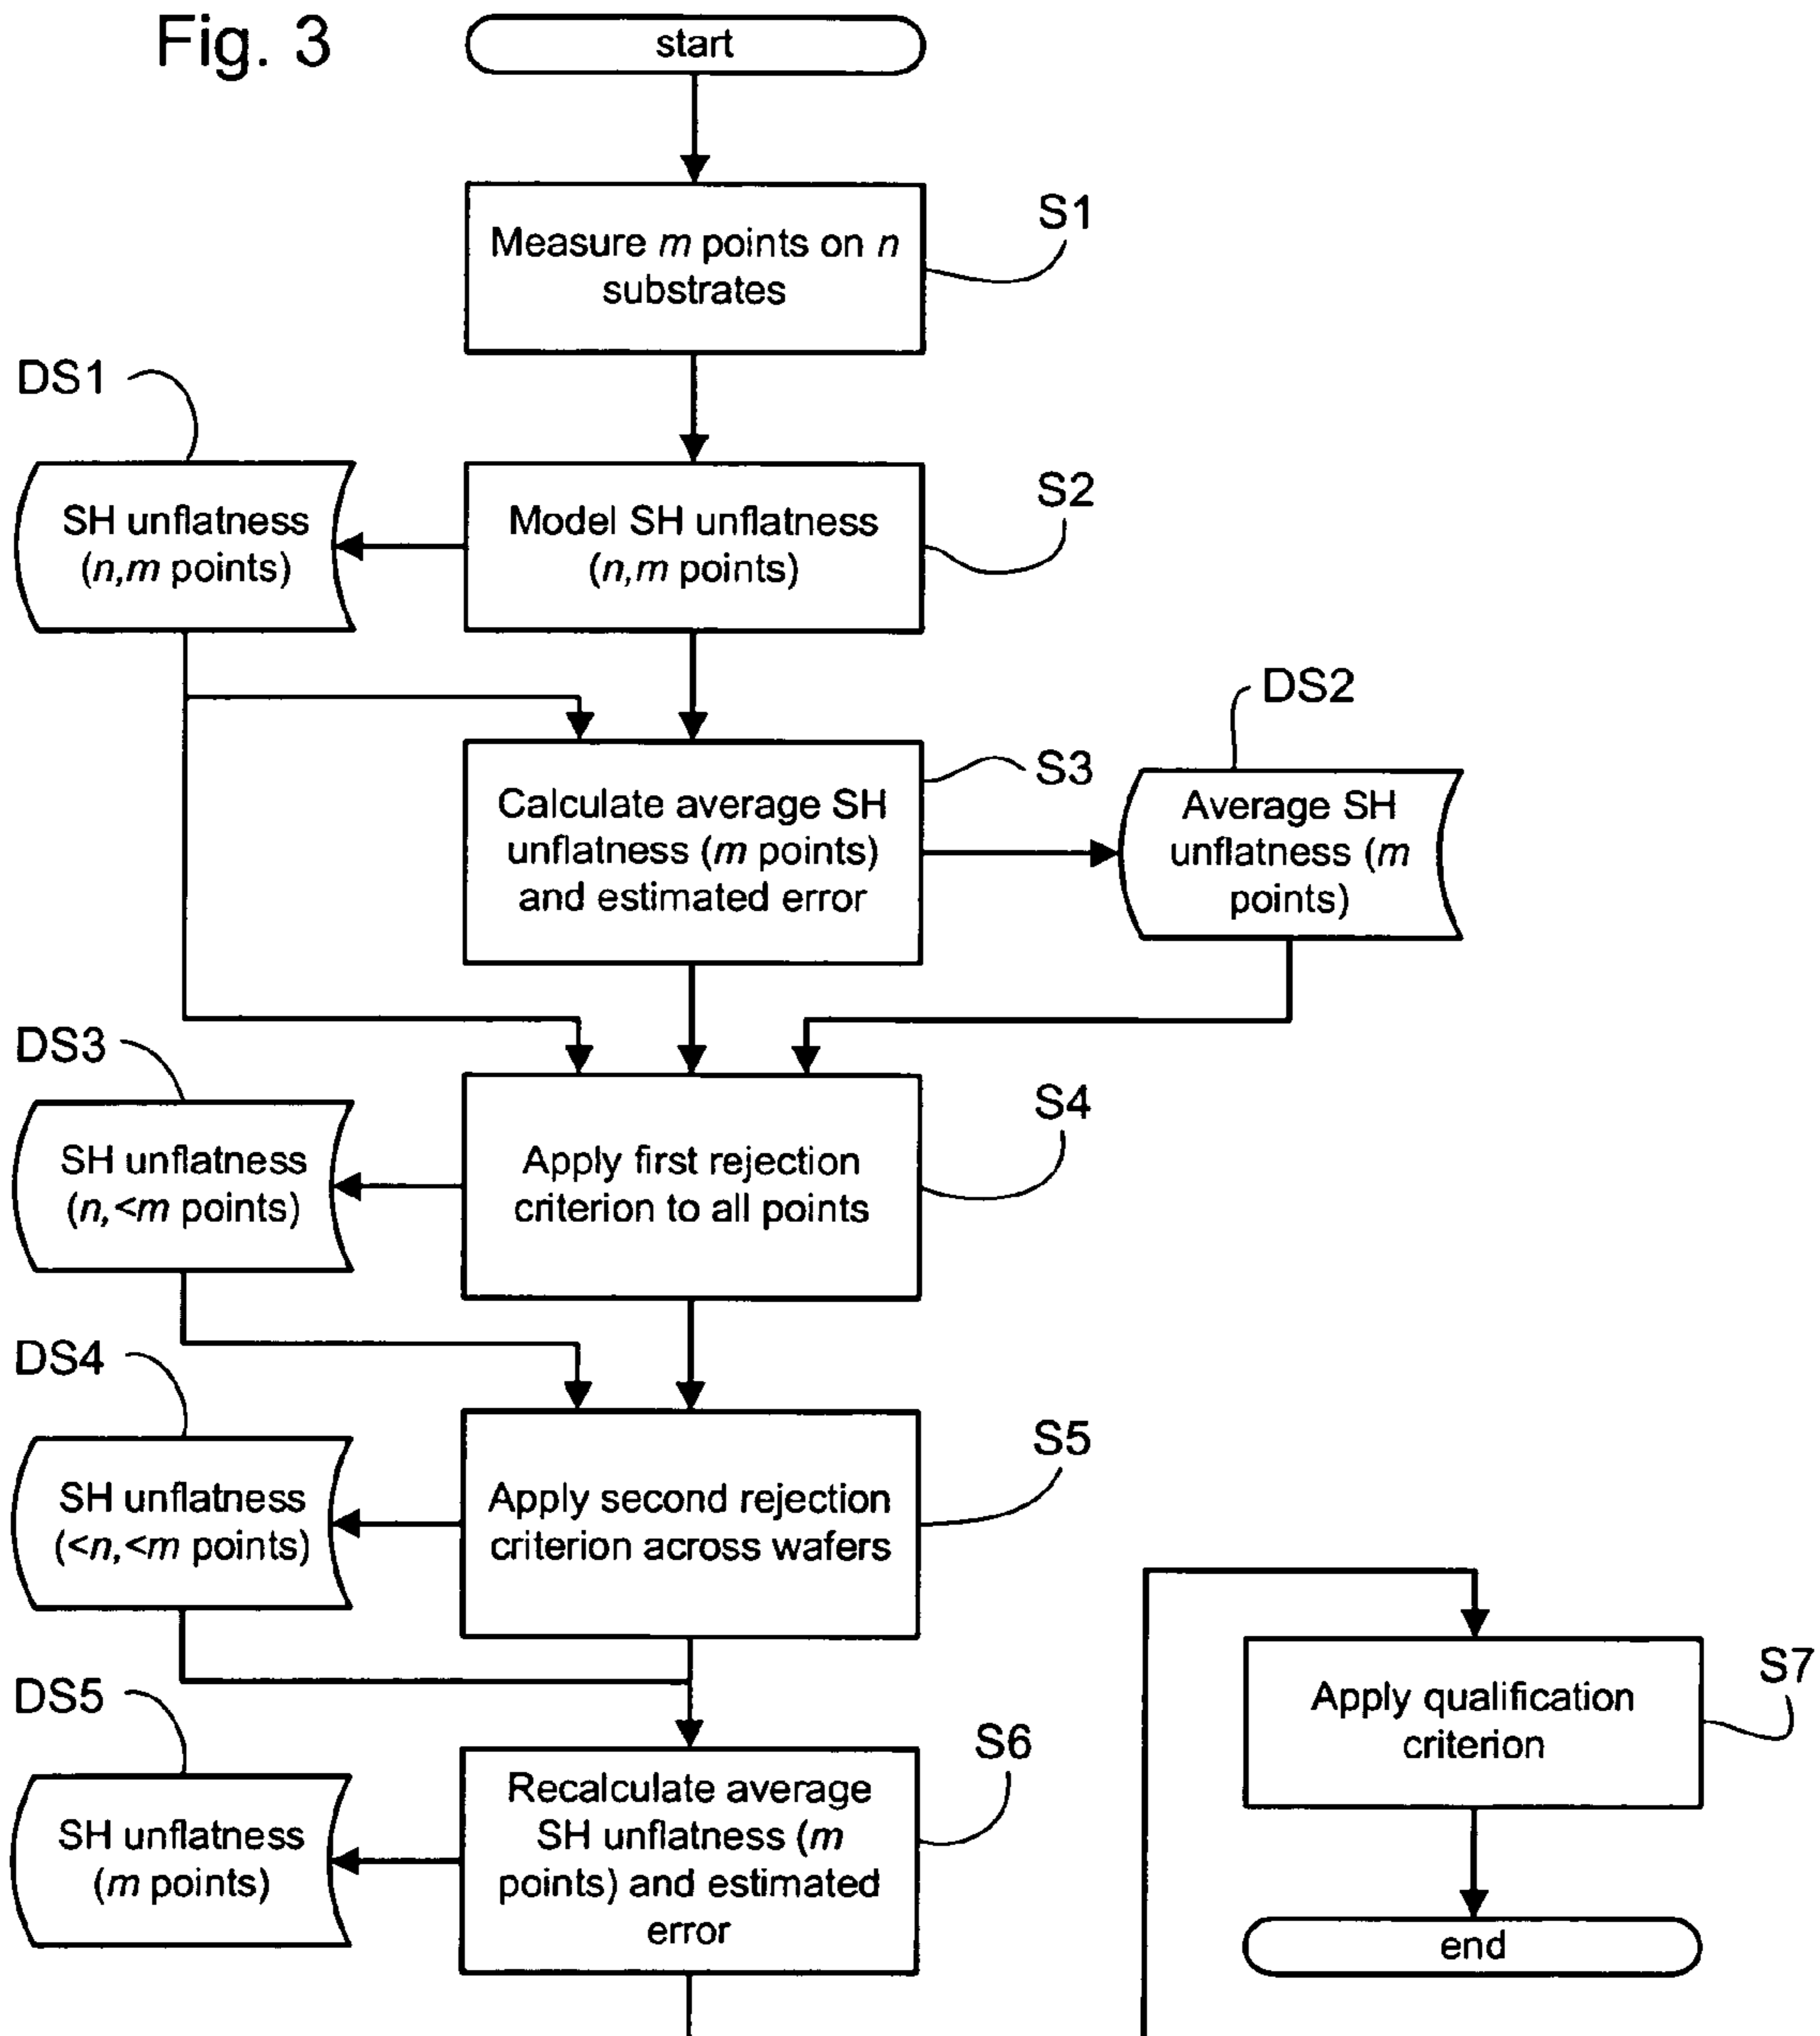 Fig. 3
start
Measure m points on n
substrates
S1
DS1
SH unflatness
(n,m points)
Model SH unflatness
(n,m points)
S2
DS2
Calculate average SH
unflatness (m points)
and estimated error
S3
Average SH
unflatness (m
points)
DS3
SH unflatness
(n,<m points)
Apply first rejection
criterion to all points
S4
DS4
SH unflatness
(<n,<m points)
Apply second rejection
criterion across wafers
S5
DS5
SH unflatness
(m points)
Recalculate average
SH unflatness (m
points) and estimated
error
S6
Apply qualification
criterion
S7
end